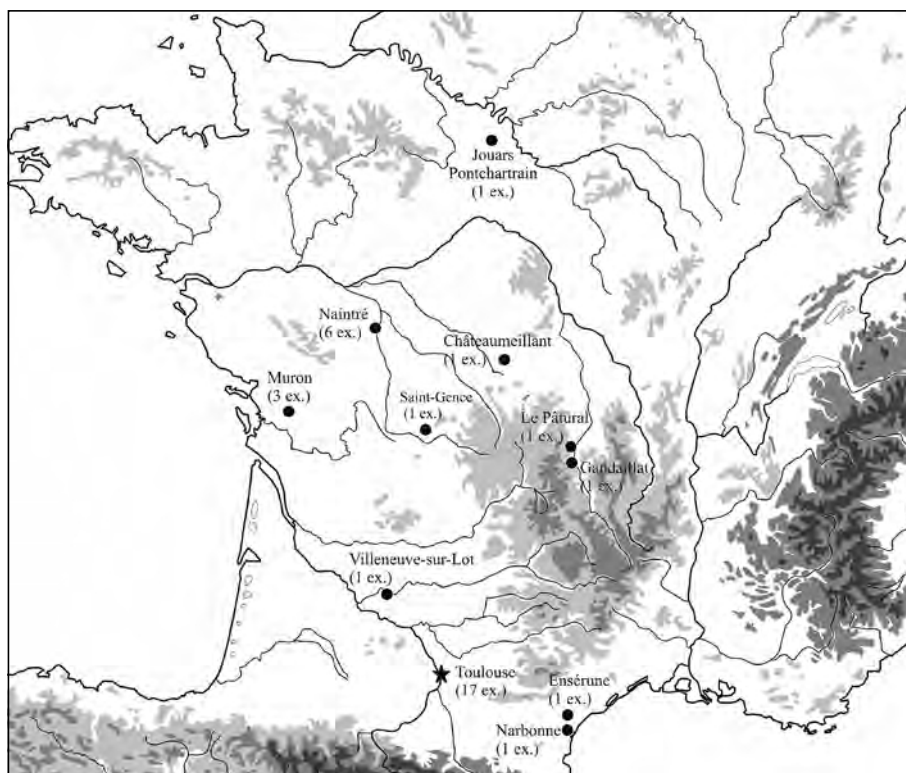 Jouars
Pontchartrain
(1 ex.)
Naintré
(6 ex.)
Châteaumeillant
(1 ex.)
Muron
(3 ex.)
Saint-Gence
(1 ex.)
Le Pâtural
(1 ex.)
Gandaillat
(1 ex.)
Villeneuve-sur-Lot
(1 ex.)
Toulouse
(17 ex.)
Ensérune
(1 ex.)
Narbonne
(1 ex.)